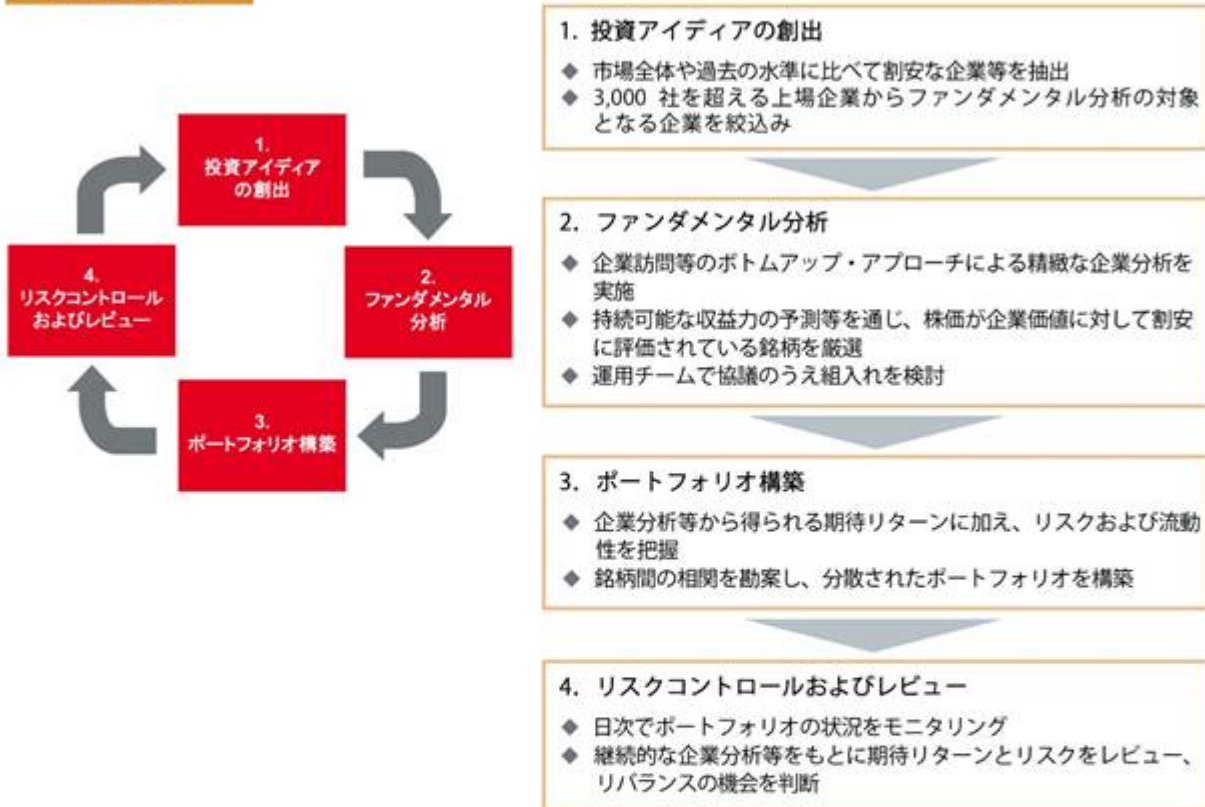 1.
投資アイディア
の創出
2.
ファンダメンタル
分析
3.
ポートフォリオ構築
4.
リスクコントロール
およびレビュー
1. 投資アイディアの創出
◆ 市場全体や過去の水準に比べて割安な企業等を抽出
◆ 3,000 社を超える上場企業からファンダメンタル分析の対象
となる企業を絞込み
2. ファンダメンタル分析
◆ 企業訪問等のボトムアップ・アプローチによる精緻な企業分析を
実施
◆ 持続可能な収益力の予測等を通じ、株価が企業価値に対して割安
に評価されている銘柄を厳選
◆ 運用チームで協議のうえ組入れを検討
3. ポートフォリオ構築
◆ 企業分析等から得られる期待リターンに加え、リスクおよび流動
性を把握
◆ 銘柄間の相関を勘案し、分散されたポートフォリオを構築
4. リスクコントロールおよびレビュー
◆ 日次でポートフォリオの状況をモニタリング
◆ 継続的な企業分析等をもとに期待リターンとリスクをレビュー、
リバランスの機会を判断